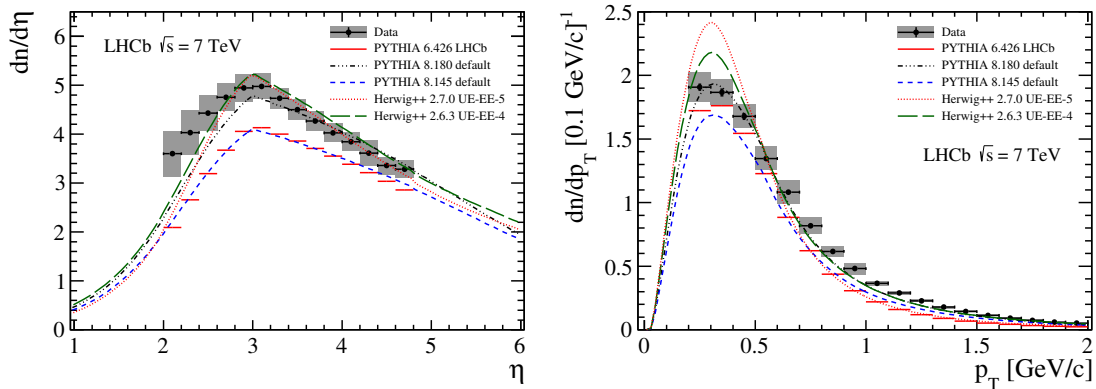 dn/dη
LHCb √s = 7 TeV
Data
PYTHIA 6.426 LHCb
PYTHIA 8.180 default
PYTHIA 8.145 default
Herwig++ 2.7.0 UE-EE-5
Herwig++ 2.6.3 UE-EE-4
6
5
4
3
2
1
0
1 2 3 4 5 6
η
dn/dp_T [0.1 GeV/c]^-1
2.5
2
1.5
1
0.5
0
Data
PYTHIA 6.426 LHCb
PYTHIA 8.180 default
PYTHIA 8.145 default
Herwig++ 2.7.0 UE-EE-5
Herwig++ 2.6.3 UE-EE-4
LHCb √s = 7 TeV
0 0.5 1 1.5 2
p_T [GeV/c]